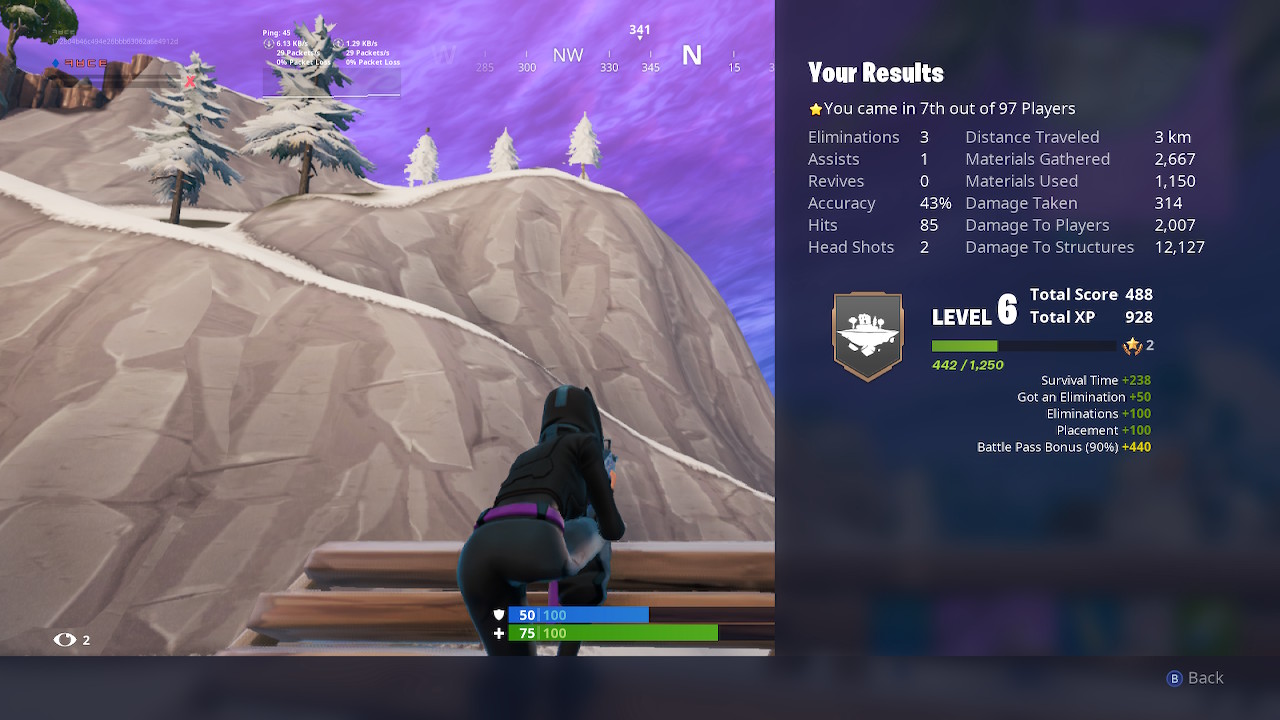 Ping: 45
6.13 KB/s 1.29 KB/s
29 Packets/s 29 Packets/s
0% Packet Loss 0% Packet Loss
341
W 285 300 NW 330 345 N 15 3
Your Results
You came in 7th out of 97 Players
Eliminations 3 Distance Traveled 3 km
Assists 1 Materials Gathered 2,667
Revives 0 Materials Used 1,150
Accuracy 43% Damage Taken 314
Hits 85 Damage To Players 2,007
Head Shots 2 Damage To Structures 12,127
LEVEL 6
Total Score 488
Total XP 928
2
442 / 1,250
Survival Time +238
Got an Elimination +50
Eliminations +100
Placement +100
Battle Pass Bonus (90%) +440
50 100
75 100
2
B Back